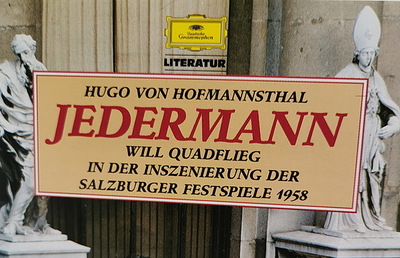 Deutsche
Grammophon
LITERATUR
HUGO VON HOFMANNSTHAL
JEDERMANN
WILL QUADFLIEG
IN DER INSZENIERUNG DER
SALZBURGER FESTSPIELE 1958